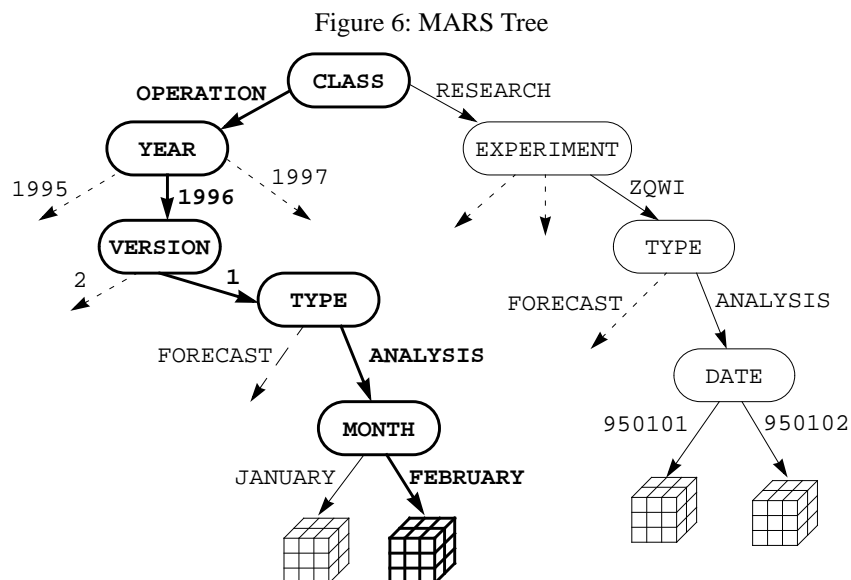 Figure 6: MARS Tree
CLASS
OPERATION
RESEARCH
YEAR
EXPERIMENT
1995
1996
1997
ZQWI
VERSION
TYPE
2
1
TYPE
FORECAST
ANALYSIS
FORECAST
ANALYSIS
DATE
MONTH
950101
950102
JANUARY
FEBRUARY